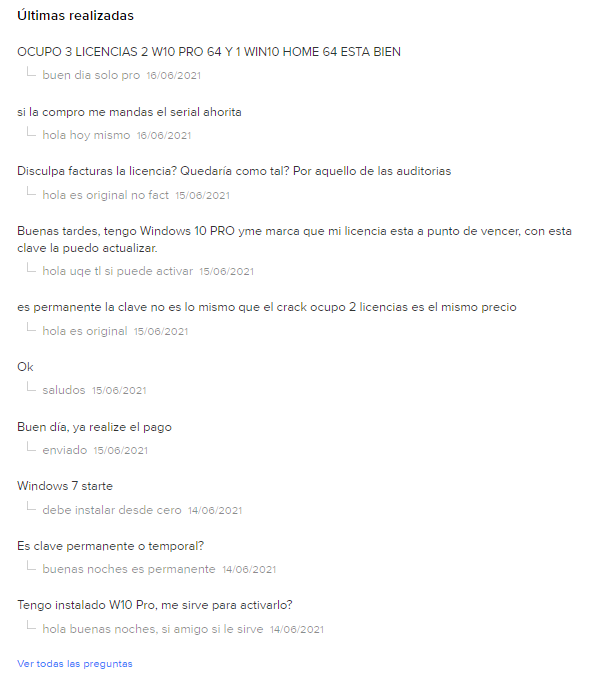 Últimas realizadas
OCUPO 3 LICENCIAS 2 W10 PRO 64 Y 1 WIN10 HOME 64 ESTA BIEN
buen dia solo pro 16/06/2021
si la compro me mandas el serial ahorita
hola hoy mismo 16/06/2021
Disculpa facturas la licencia? Quedaría como tal? Por aquello de las auditorias
hola es original no fact 15/06/2021
Buenas tardes, tengo Windows 10 PRO yme marca que mi licencia esta a punto de vencer, con esta
clave la puedo actualizar.
hola uqe tl si puede activar 15/06/2021
es permanente la clave no es lo mismo que el crack ocupo 2 licencias es el mismo precio
hola es original 15/06/2021
Ok
saludos 15/06/2021
Buen día, ya realize el pago
enviado 15/06/2021
Windows 7 starte
debe instalar desde cero 14/06/2021
Es clave permanente o temporal?
buenas noches es permanente 14/06/2021
Tengo instalado W10 Pro, me sirve para activarlo?
hola buenas noches, si amigo si le sirve 14/06/2021
Ver todas las preguntas